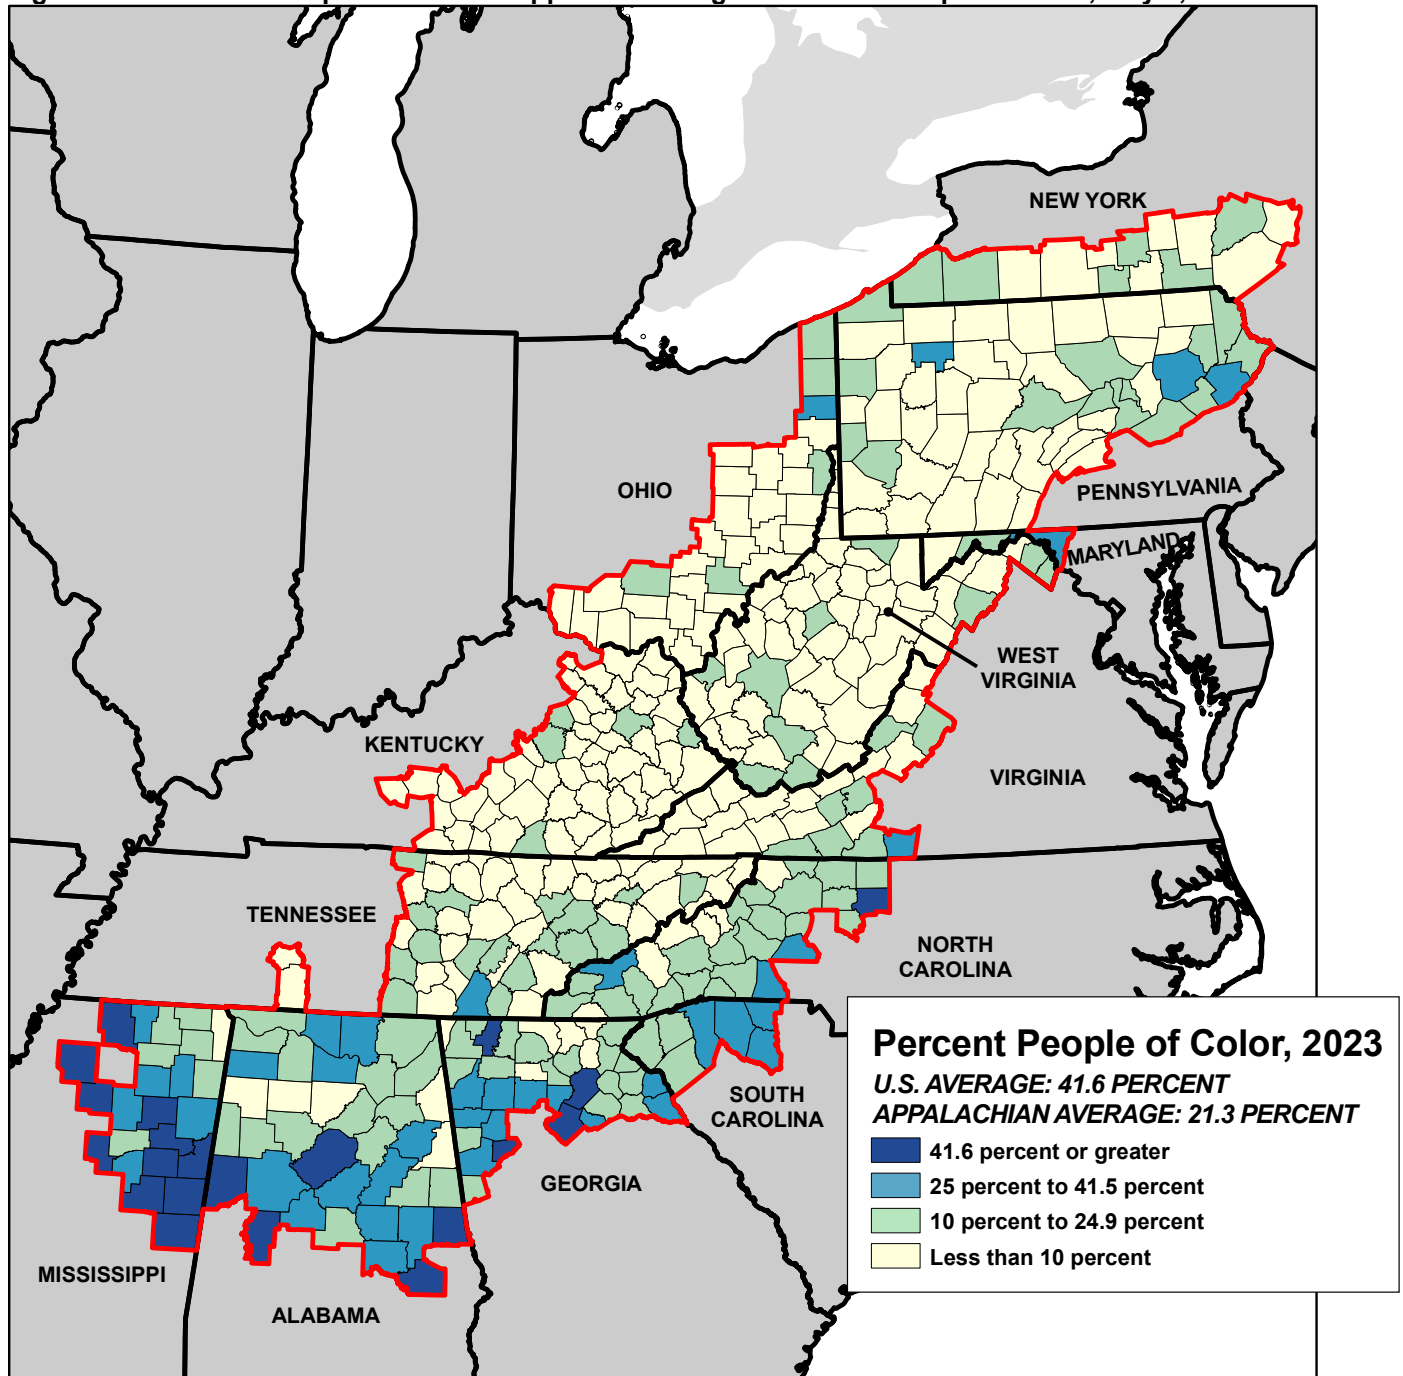 NEW YORK
OHIO
PENNSYLVANIA
MARYLAND
WEST
VIRGINIA
KENTUCKY
VIRGINIA
TENNESSEE
NORTH
CAROLINA
Percent People of Color, 2023
U.S. AVERAGE: 41.6 PERCENT
APPALACHIAN AVERAGE: 21.3 PERCENT
41.6 percent or greater
25 percent to 41.5 percent
10 percent to 24.9 percent
Less than 10 percent
SOUTH
CAROLINA
GEORGIA
MISSISSIPPI
ALABAMA